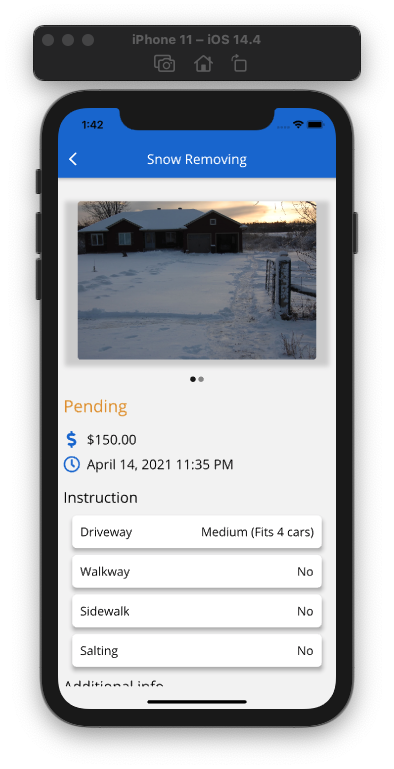 iPhone 11 – iOS 14.4
1:42
Snow Removing
Pending
$150.00
April 14, 2021 11:35 PM
Instruction
Driveway Medium (Fits 4 cars)
Walkway No
Sidewalk No
Salting No
Additional info